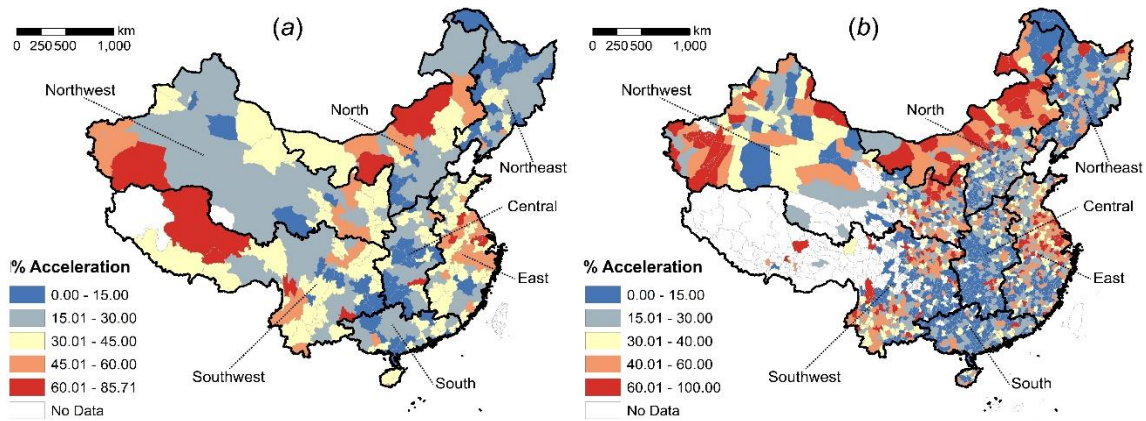 (a)
km
0 250 500 1,000
Northwest
North
Northeast
Central
East
South
Southwest
% Acceleration
0.00 - 15.00
15.01 - 30.00
30.01 - 45.00
45.01 - 60.00
60.01 - 85.71
No Data
(b)
km
0 250 500 1,000
Northwest
North
Northeast
Central
East
South
Southwest
% Acceleration
0.00 - 15.00
15.01 - 30.00
30.01 - 40.00
40.01 - 60.00
60.01 - 100.00
No Data